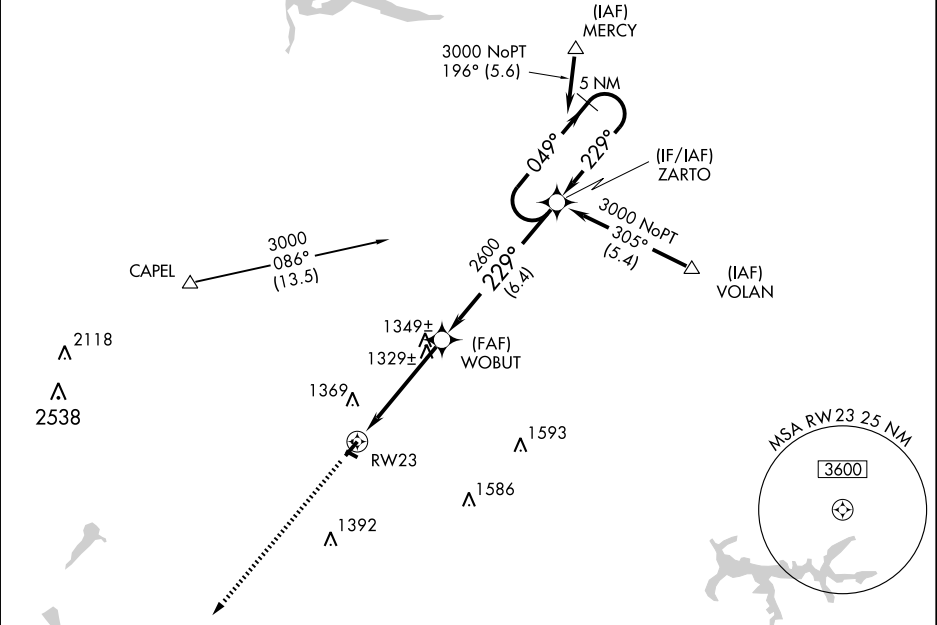 (IAF)
MERCY
3000 NoPT
196° (5.6)
5 NM
049°
229°
(IF/IAF)
ZARTO
3000 NoPT
305°
(5.4)
(IAF)
VOLAN
3000
086°
(13.5)
CAPEL
2600
229°
(6.4)
1349±
1329±
(FAF)
WOBUT
2118
2538
1369
RW23
1593
1586
1392
MSA RW23 25 NM
3600